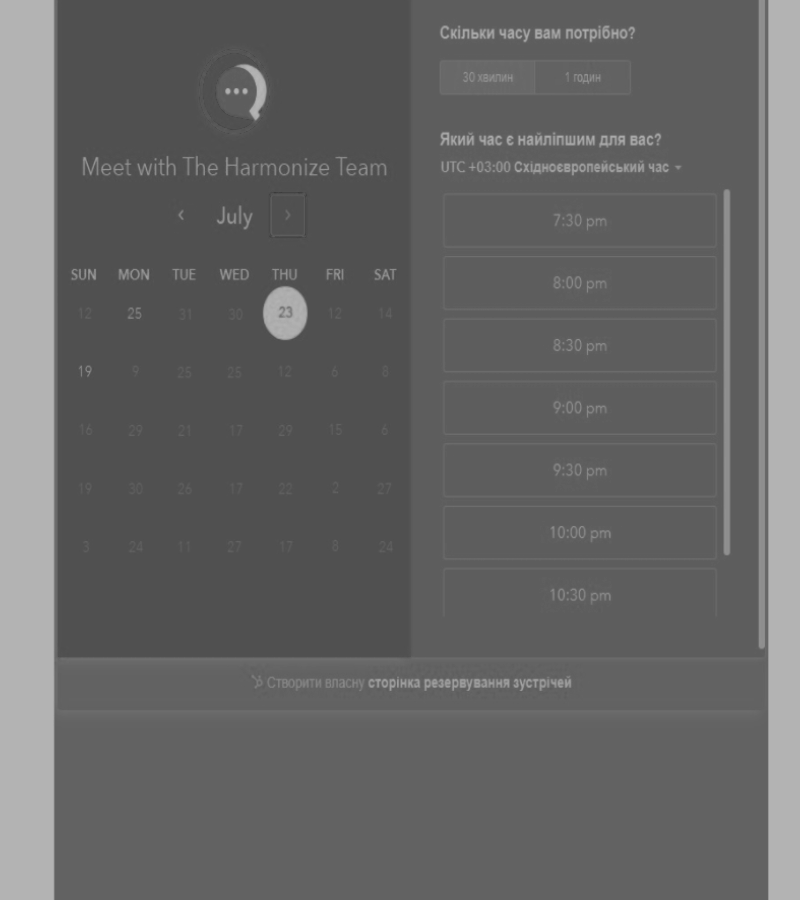 Meet with The Harmonize Team
July
SUN MON TUE WED THU FRI SAT
12 25 31 30 23 12 14
19 9 25 25 12 6 8
16 29 21 17 29 15 6
19 30 26 17 22 2 27
3 24 11 27 17 8 24
Скільки часу вам потрібно?
30 хвилин 1 годин
Який час є найліпшим для вас?
UTC +03:00 Східноєвропейський час
7:30 pm
8:00 pm
8:30 pm
9:00 pm
9:30 pm
10:00 pm
10:30 pm
Створити власну сторінка резервування зустрічей